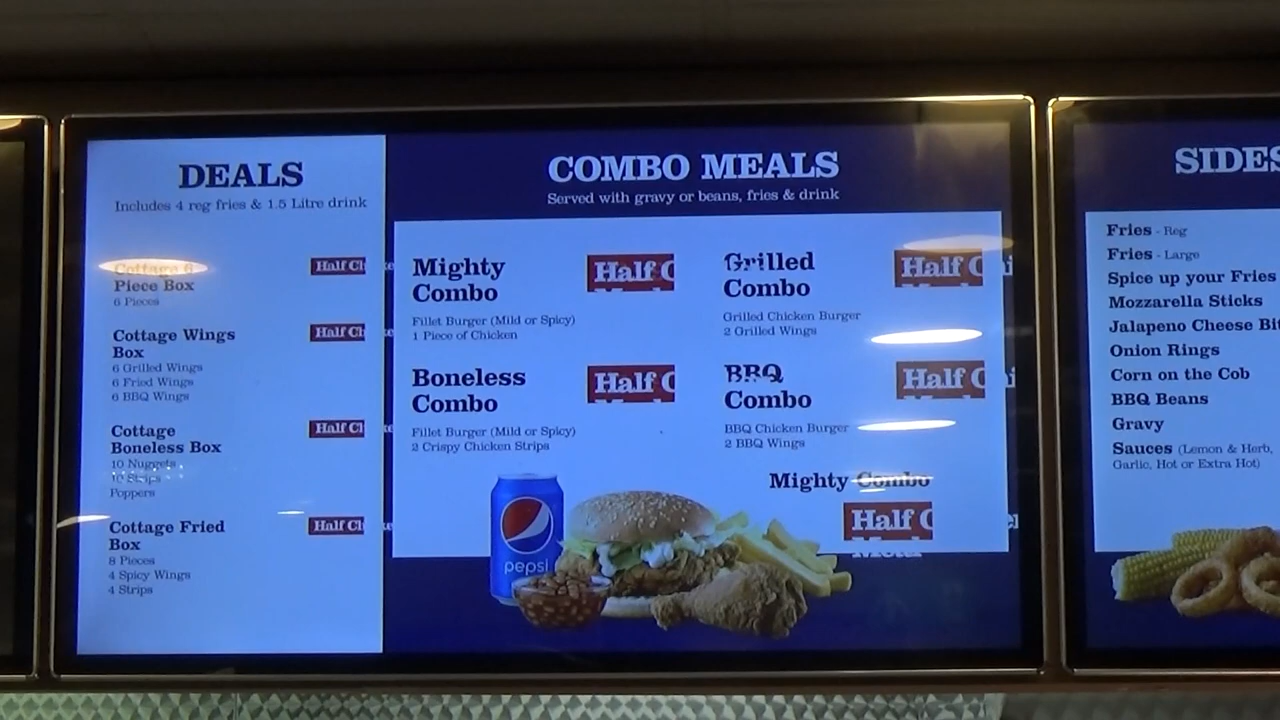 DEALS
Includes 4 reg fries & 1.5 Litre drink
Cottage 6
Piece Box
6 Pieces
Half Ch
Cottage Wings
Box
6 Grilled Wings
6 Fried Wings
6 BBQ Wings
Half Ch
Cottage
Boneless Box
10 Nuggets
10 Strips
Poppers
Half Ch
Cottage Fried
Box
8 Pieces
4 Spicy Wings
4 Strips
Half Ch
COMBO MEALS
Served with gravy or beans, fries & drink
Mighty
Combo
Half C
Fillet Burger (Mild or Spicy)
1 Piece of Chicken
Grilled
Combo
Half C
Grilled Chicken Burger
2 Grilled Wings
Boneless
Combo
Half C
Fillet Burger (Mild or Spicy)
2 Crispy Chicken Strips
BBQ
Combo
Half C
BBQ Chicken Burger
2 BBQ Wings
Mighty Combo
Half C
pepsi
SIDES
Fries - Reg
Fries - Large
Spice up your Fries
Mozzarella Sticks
Jalapeno Cheese Bit
Onion Rings
Corn on the Cob
BBQ Beans
Gravy
Sauces (Lemon & Herb,
Garlic, Hot or Extra Hot)